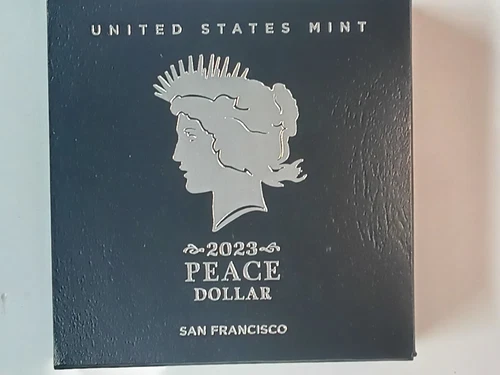 UNITED STATES MINT
2023
PEACE
DOLLAR
SAN FRANCISCO